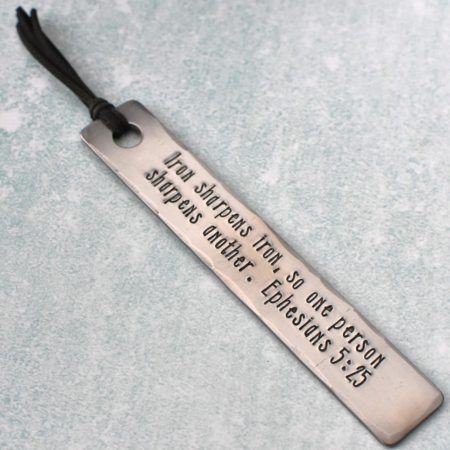 Iron sharpens iron, so one person
sharpens another. Ephesians 5:25